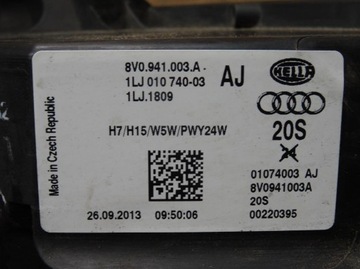 8V0.941.003.A -
1LJ 010 740-03 AJ
1LJ.1809
HELLA
H7/H15/W5W/PWY24W
20S
Made in Czech Republic
01074003 AJ
8V0941003A
20S
00220395
26.09.2013 09:50:06